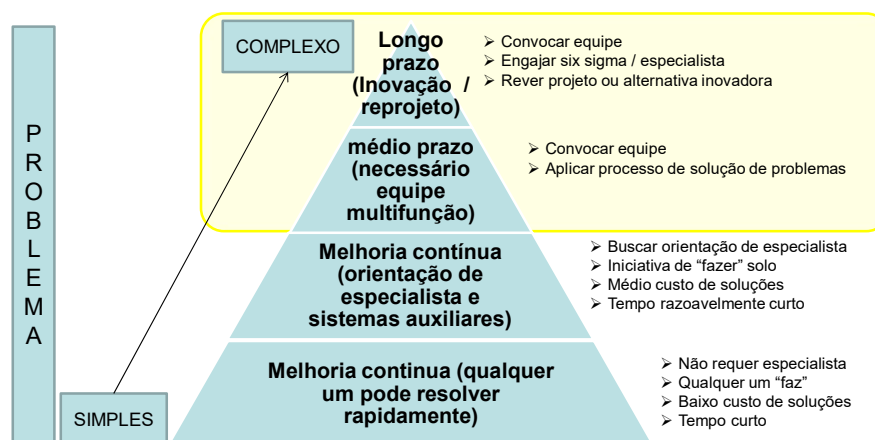 PROBLEMA
COMPLEXO
Longo
prazo
(Inovação /
reprojeto)
➢ Convocar equipe
➢ Engajar six sigma / especialista
➢ Rever projeto ou alternativa inovadora
médio prazo
(necessário
equipe
multifunção)
➢ Convocar equipe
➢ Aplicar processo de solução de problemas
Melhoria contínua
(orientação de
especialista e
sistemas auxiliares)
➢ Buscar orientação de especialista
➢ Iniciativa de “fazer” solo
➢ Médio custo de soluções
➢ Tempo razoavelmente curto
Melhoria continua (qualquer
um pode resolver
rapidamente)
➢ Não requer especialista
➢ Qualquer um “faz”
➢ Baixo custo de soluções
➢ Tempo curto
SIMPLES